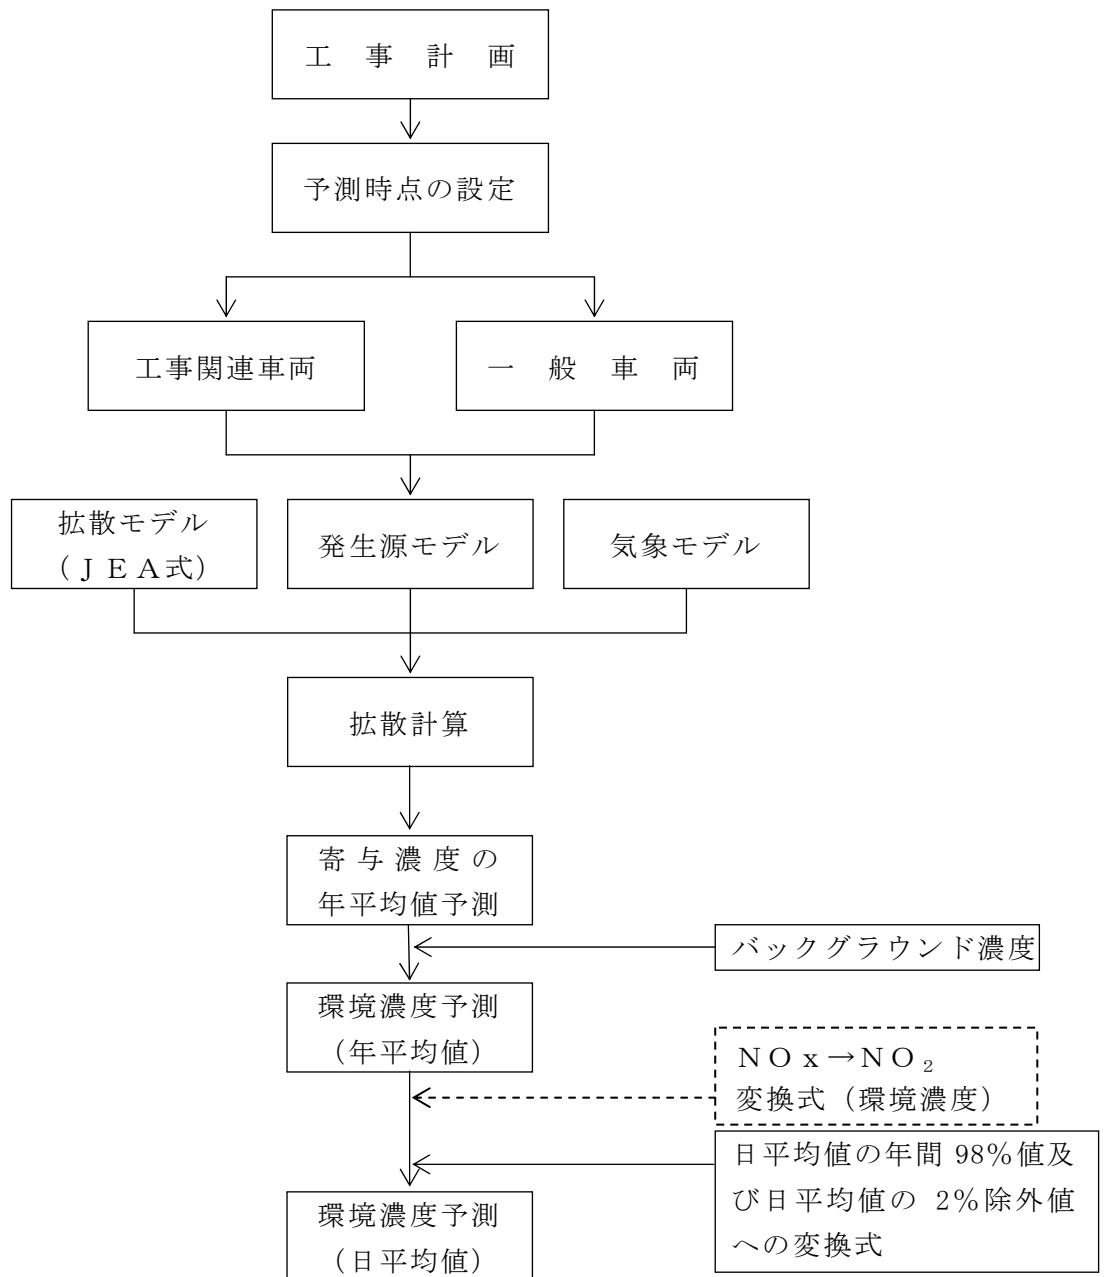 工　事　計　画
予測時点の設定
工事関連車両
一　般　車　両
拡散モデル
（ＪＥＡ式）
発生源モデル
気象モデル
拡散計算
寄与濃度の
年平均値予測
バックグラウンド濃度
環境濃度予測
（年平均値）
ＮＯｘ→ＮＯ₂
変換式（環境濃度）
日平均値の年間 98％値及
び日平均値の 2％除外値
への変換式
環境濃度予測
（日平均値）